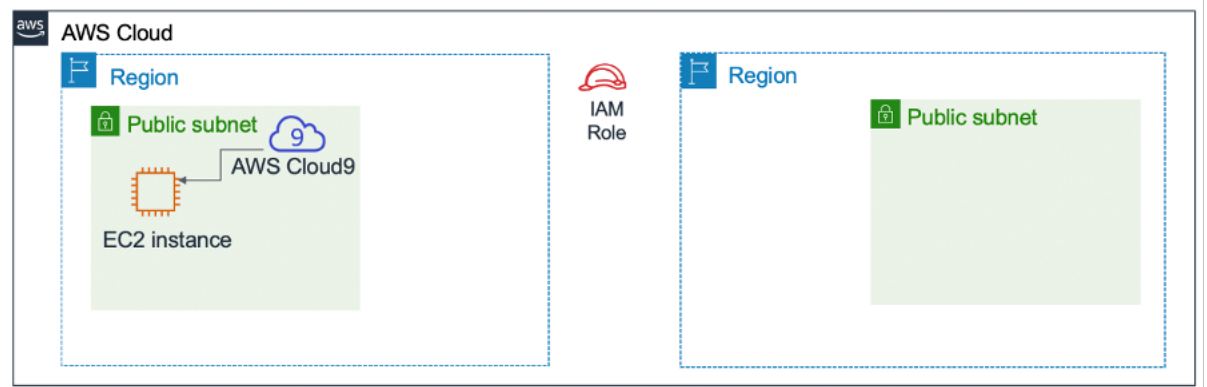 aws
AWS Cloud
Region
Public subnet
9
AWS Cloud9
EC2 instance
IAM
Role
Region
Public subnet